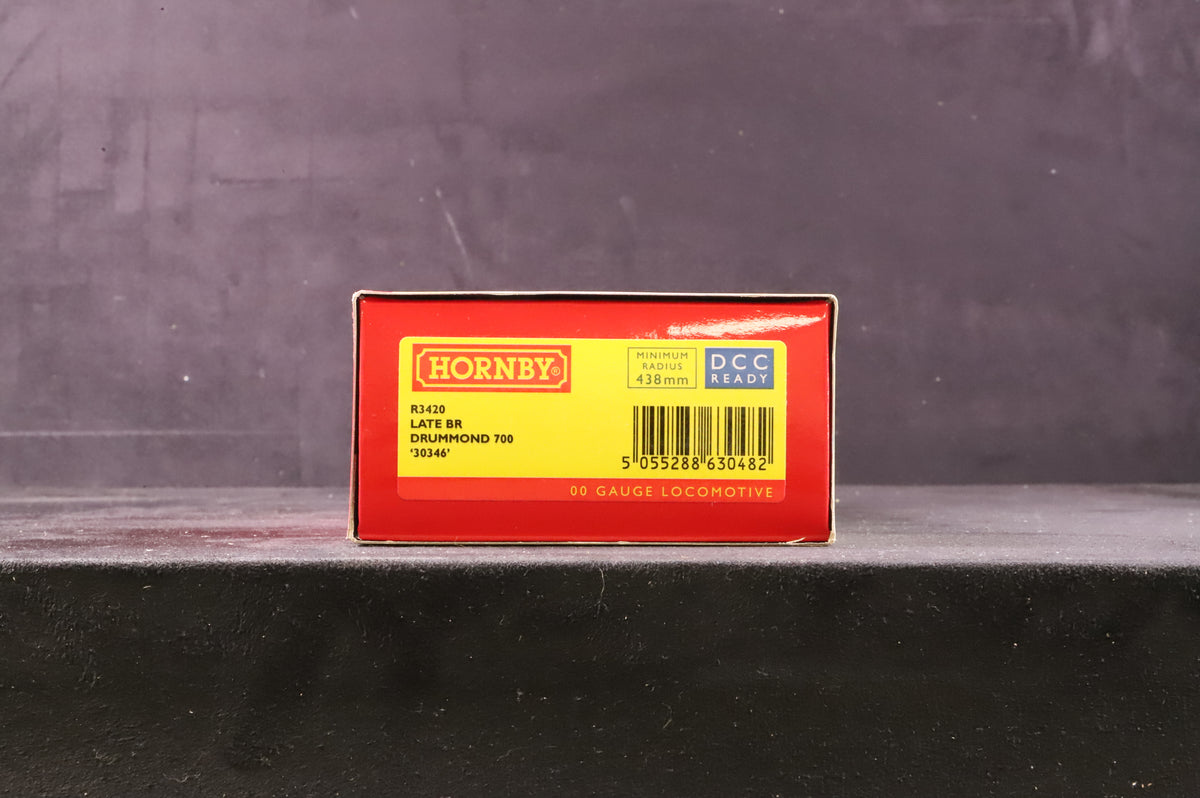 HORNBY®
MINIMUM
RADIUS
438mm
DCC
READY
R3420
LATE BR
DRUMMOND 700
'30346'
5 055288 630482
00 GAUGE LOCOMOTIVE